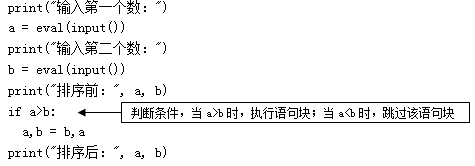 print("输入第一个数：")
a = eval(input())
print("输入第二个数：")
b = eval(input())
print("排序前：", a, b)
if a>b:
判断条件，当 a>b 时，执行语句块；当 a<b 时，跳过该语句块
a,b = b,a
print("排序后：", a, b)